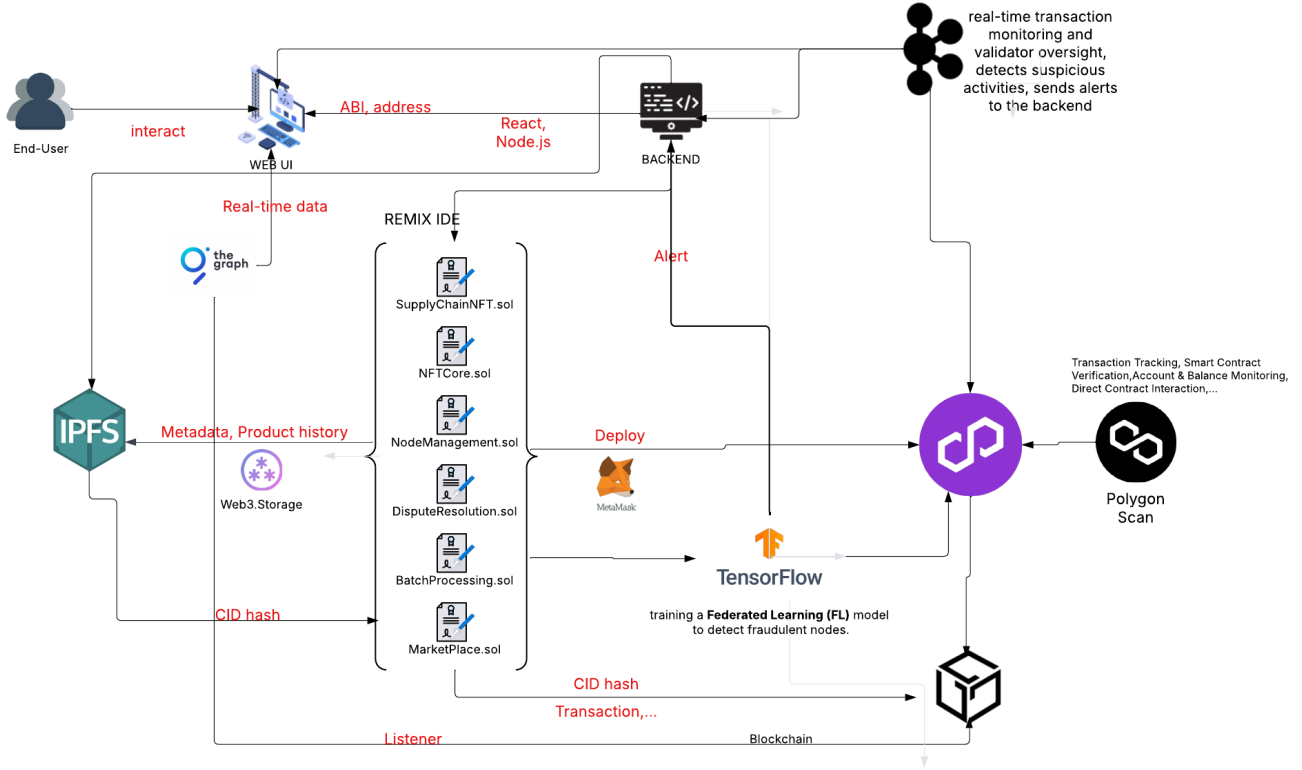 real-time transaction
monitoring and
validator oversight,
detects suspicious
activities, sends alerts
to the backend
End-User
interact
WEB UI
ABI, address
React,
Node.js
BACKEND
Real-time data
REMIX IDE
the
graph
Alert
SupplyChainNFT.sol
NFTCore.sol
NodeManagement.sol
DisputeResolution.sol
BatchProcessing.sol
MarketPlace.sol
IPFS
Metadata, Product history
Web3.Storage
Deploy
MetaMask
Transaction Tracking, Smart Contract
Verification,Account & Balance Monitoring,
Direct Contract Interaction,...
Polygon
Scan
TensorFlow
training a Federated Learning (FL) model
to detect fraudulent nodes.
CID hash
CID hash
Transaction,...
Listener
Blockchain